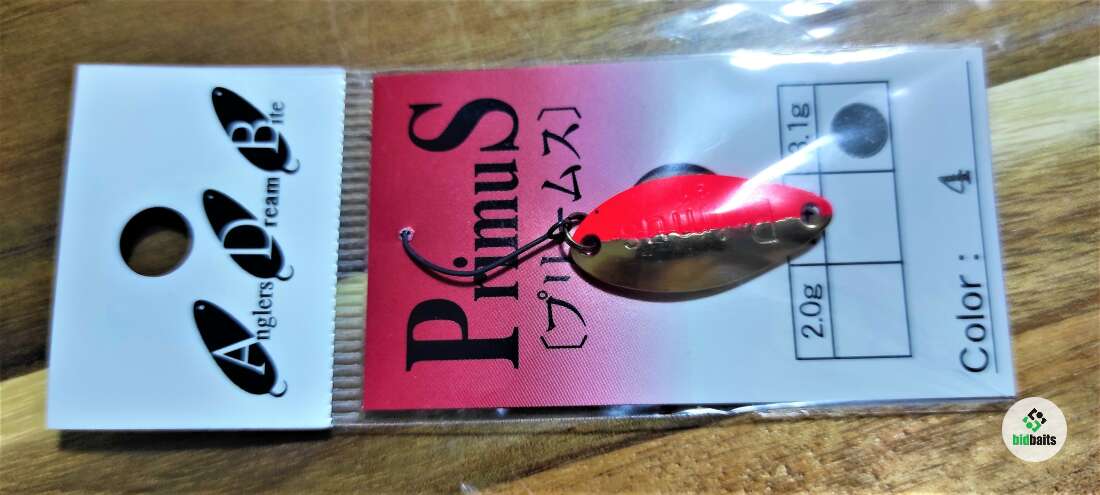 Anglers
Dream
Bite
PrimuS
〔プリームス〕
2.0g
3.1g
Color : 4
bidbaits